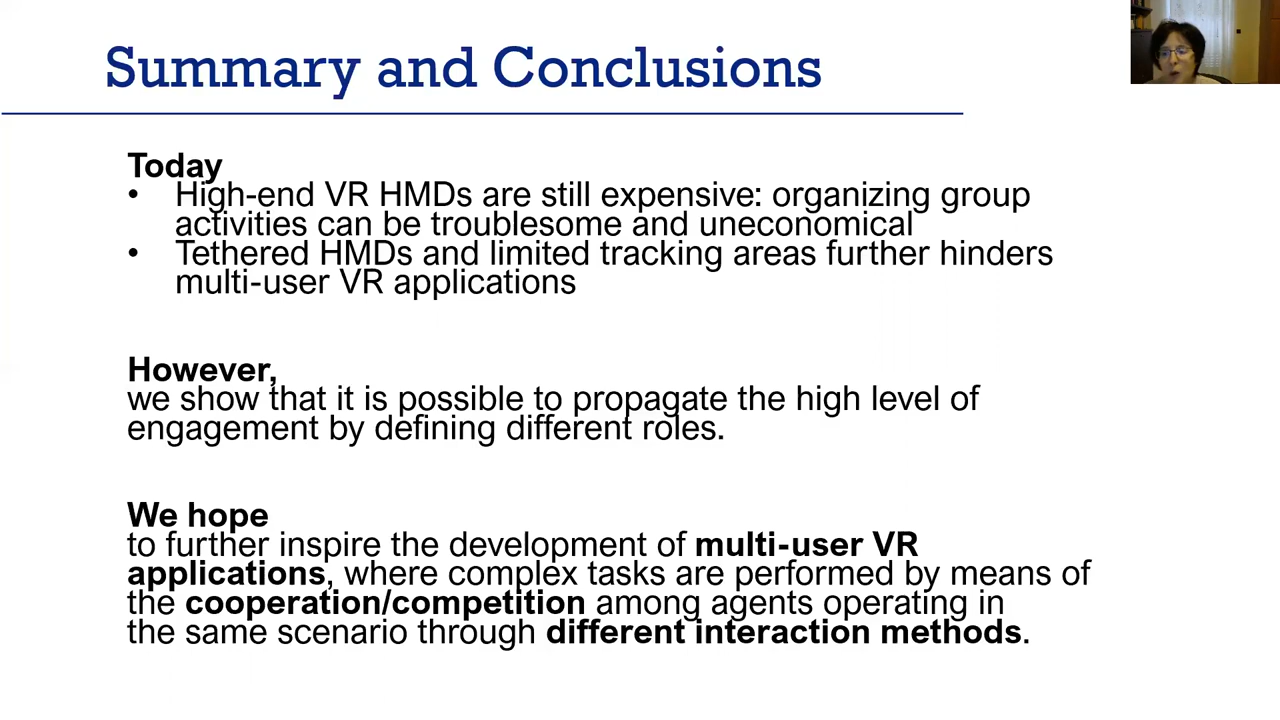 Summary and Conclusions
Today
• High-end VR HMDs are still expensive: organizing group
activities can be troublesome and uneconomical
• Tethered HMDs and limited tracking areas further hinders
multi-user VR applications
However,
we show that it is possible to propagate the high level of
engagement by defining different roles.
We hope
to further inspire the development of multi-user VR
applications, where complex tasks are performed by means of
the cooperation/competition among agents operating in
the same scenario through different interaction methods.